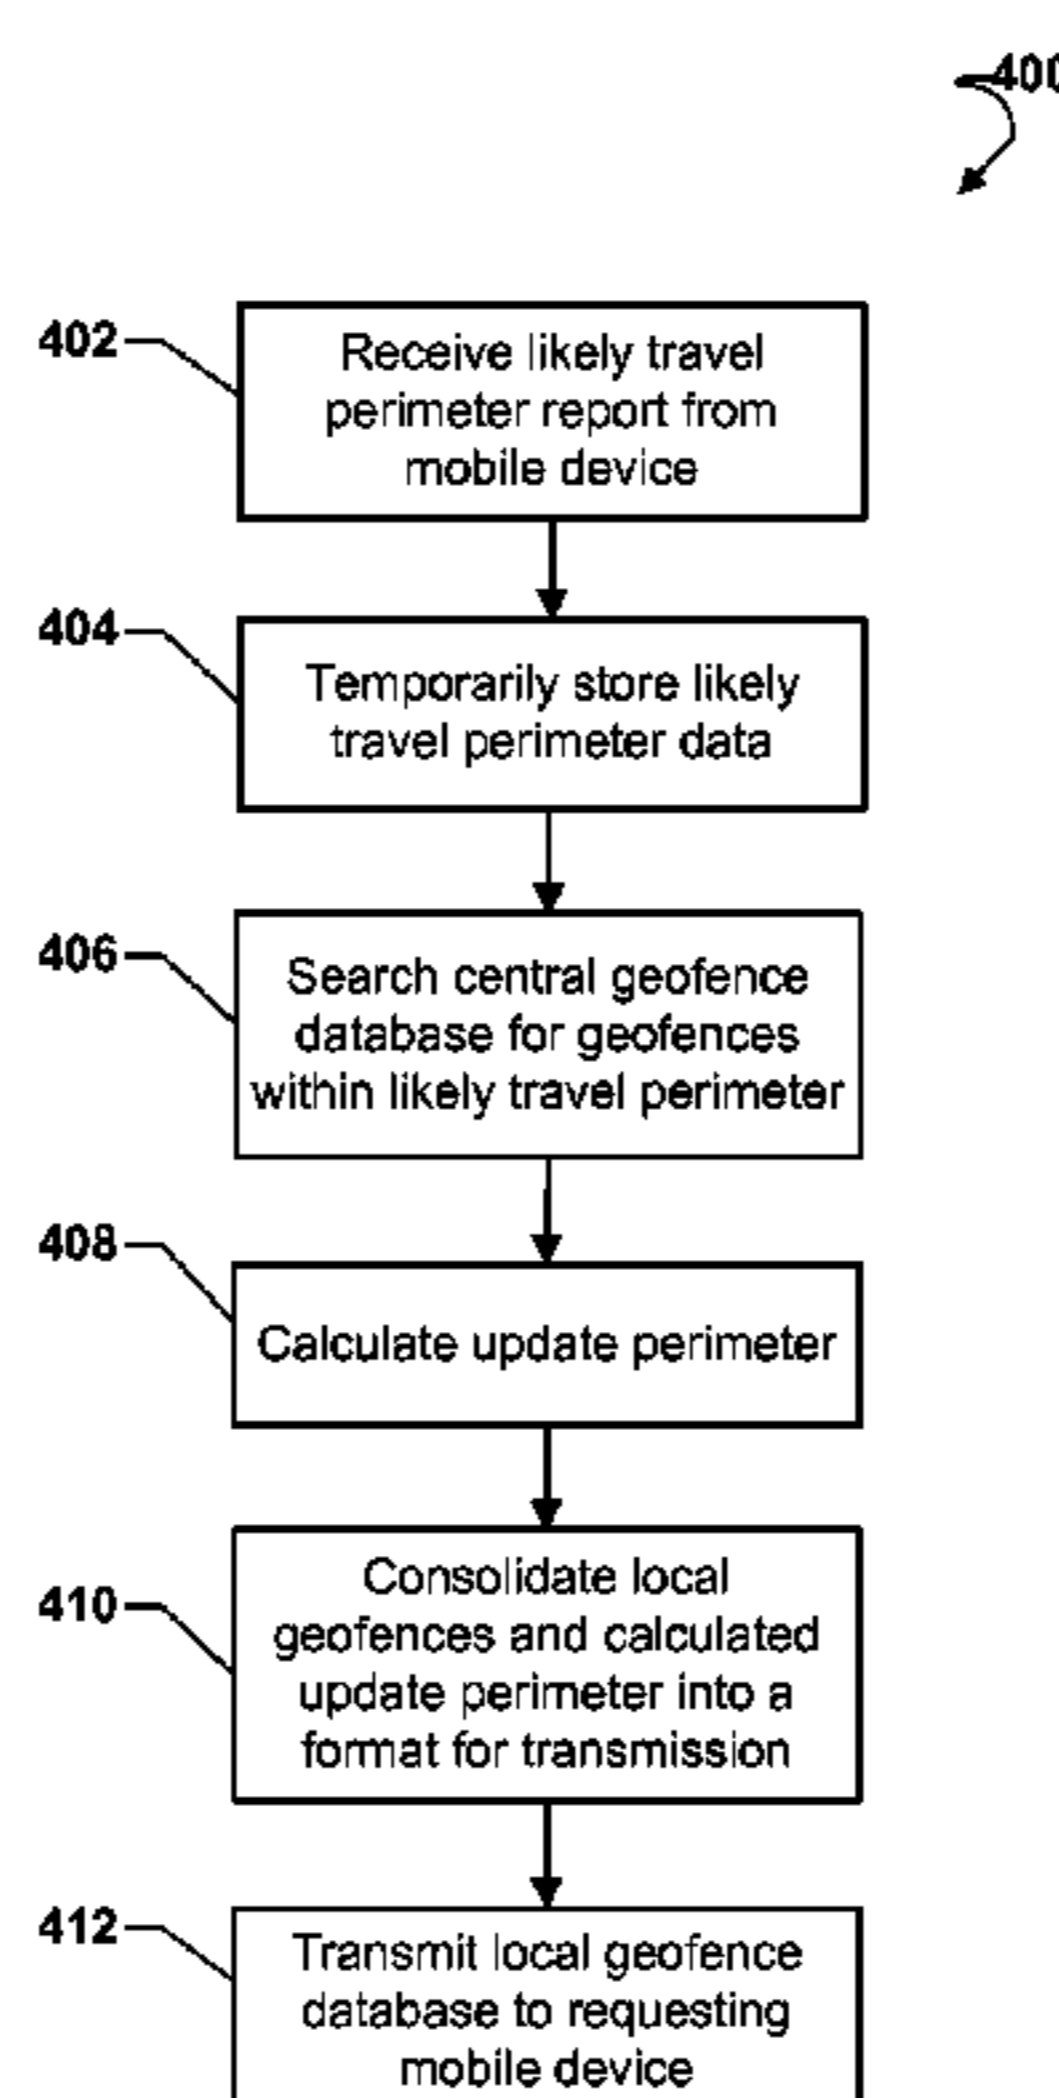 400
402
Receive likely travel
perimeter report from
mobile device
404
Temporarily store likely
travel perimeter data
406
Search central geofence
database for geofences
within likely travel perimeter
408
Calculate update perimeter
410
Consolidate local
geofences and calculated
update perimeter into a
format for transmission
412
Transmit local geofence
database to requesting
mobile device